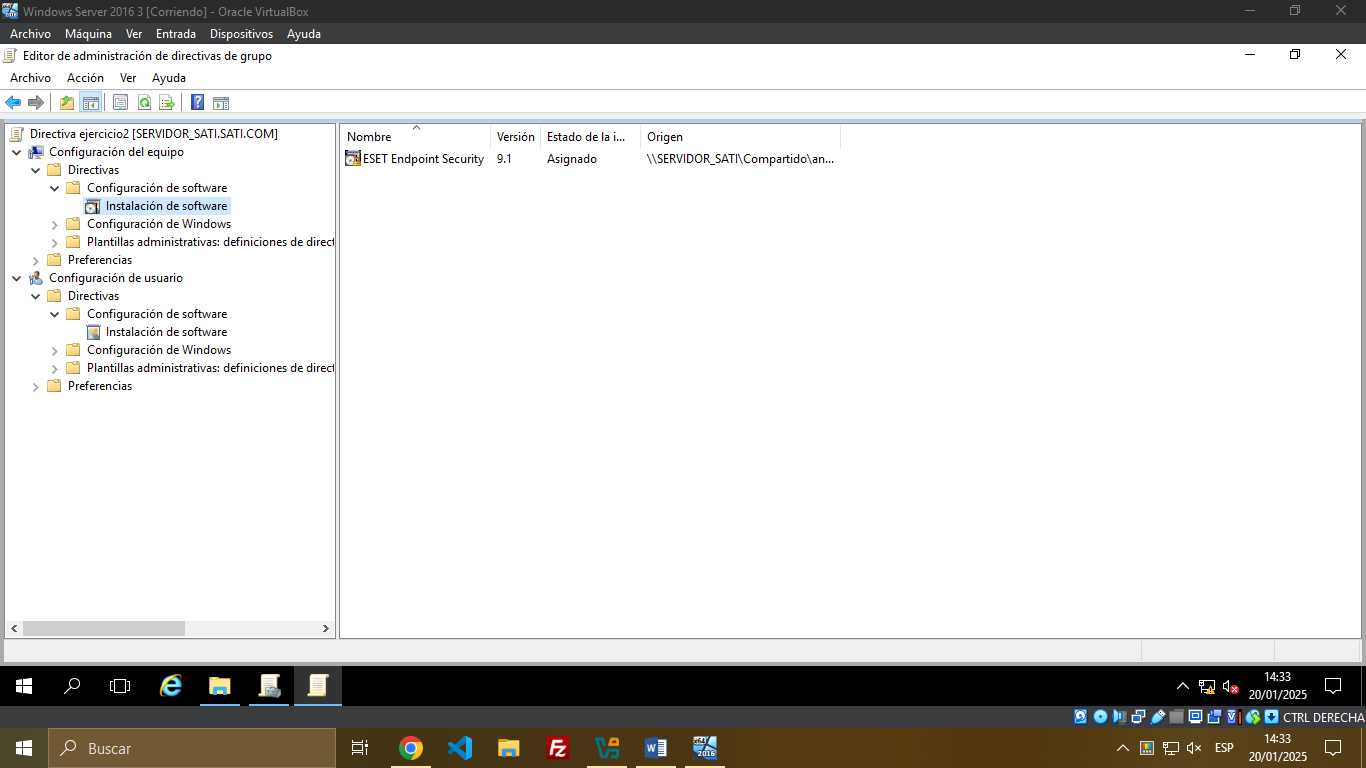 Windows Server 2016 3 [Corriendo] - Oracle VirtualBox
Archivo Máquina Ver Entrada Dispositivos Ayuda
Editor de administración de directivas de grupo
Archivo Acción Ver Ayuda
Directiva ejercicio2 [SERVIDOR_SATI.SATI.COM]
Configuración del equipo
Directivas
Configuración de software
Instalación de software
Configuración de Windows
Plantillas administrativas: definiciones de direct
Preferencias
Configuración de usuario
Directivas
Configuración de software
Instalación de software
Configuración de Windows
Plantillas administrativas: definiciones de direct
Preferencias
Nombre Versión Estado de la i... Origen
ESET Endpoint Security 9.1 Asignado \\SERVIDOR_SATI\Compartido\an...
14:33
20/01/2025
CTRL DERECHA
Buscar
ESP
14:33
20/01/2025